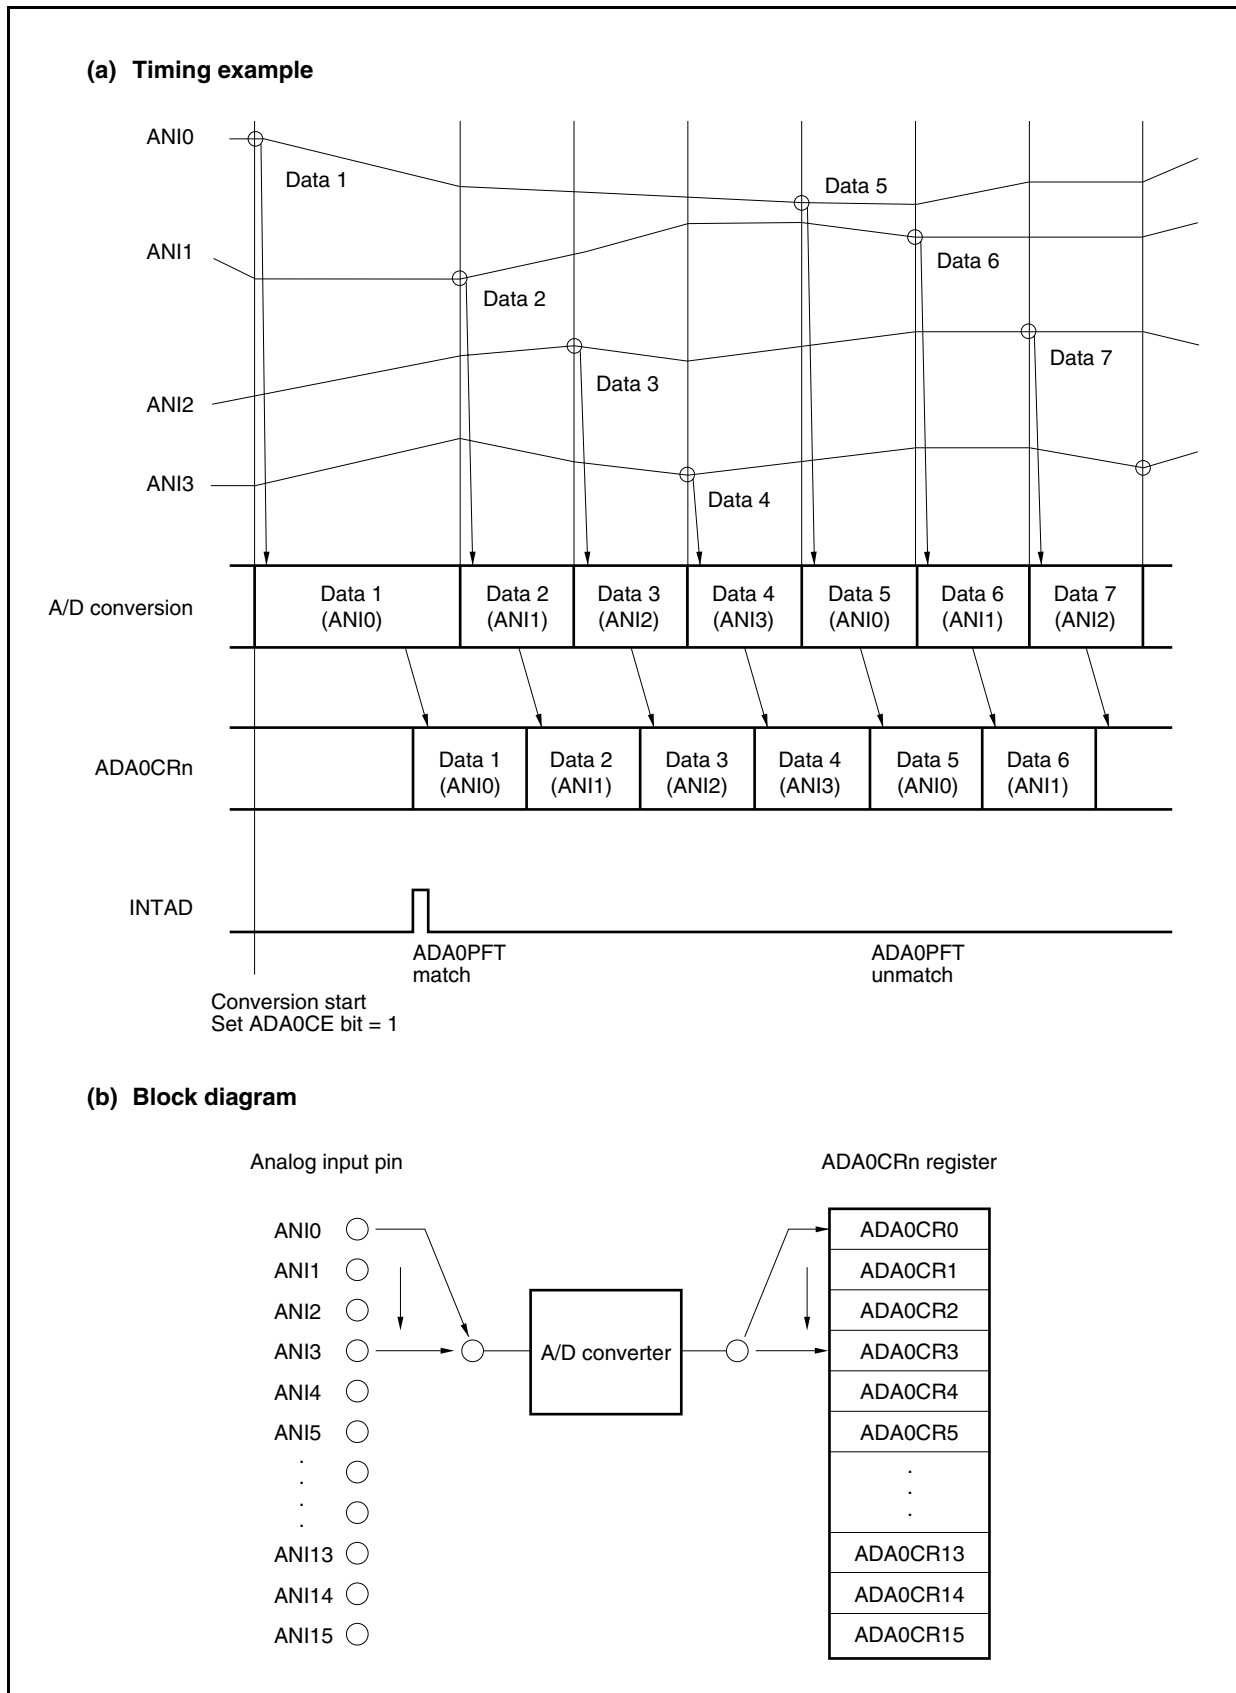 (a) Timing example
ANI0
Data 1
Data 5
ANI1
Data 6
Data 2
Data 7
Data 3
ANI2
ANI3
Data 4
A/D conversion
Data 1 Data 2 Data 3 Data 4 Data 5 Data 6 Data 7
(ANI0) (ANI1) (ANI2) (ANI3) (ANI0) (ANI1) (ANI2)
ADA0CRn
Data 1 Data 2 Data 3 Data 4 Data 5 Data 6
(ANI0) (ANI1) (ANI2) (ANI3) (ANI0) (ANI1)
INTAD
ADA0PFT
match
ADA0PFT
unmatch
Conversion start
Set ADA0CE bit = 1
(b) Block diagram
Analog input pin
ADA0CRn register
ANI0
ADA0CR0
ANI1
ADA0CR1
ANI2
ADA0CR2
ANI3
A/D converter
ADA0CR3
ANI4
ADA0CR4
ANI5
ADA0CR5
.
.
.
.
.
.
.
ANI13
ADA0CR13
ANI14
ADA0CR14
ANI15
ADA0CR15